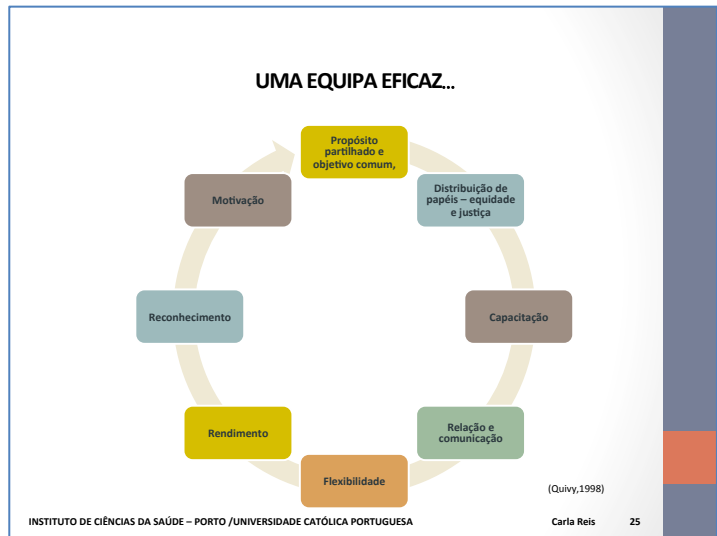 UMA EQUIPA EFICAZ...
Propósito
partilhado e
objetivo comum,
Distribuição de
papéis – equidade
e justiça
Capacitação
Relação e
comunicação
Flexibilidade
Rendimento
Reconhecimento
Motivação
(Quivy,1998)
INSTITUTO DE CIÊNCIAS DA SAÚDE – PORTO /UNIVERSIDADE CATÓLICA PORTUGUESA Carla Reis 25